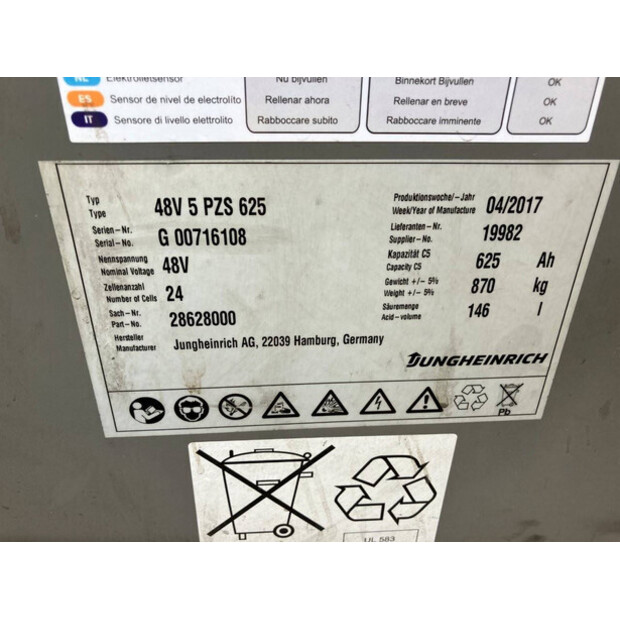 NL Elektrolietsensor Nu bijvullen Binnekort Bijvullen OK
ES Sensor de nivel de electrolito Rellenar ahora Rellenar en breve OK
IT Sensore di livello elettrolito Rabboccare subito Rabboccare imminente OK
Typ
Type 48V 5 PZS 625
Serien-Nr.
Serial-No. G 00716108
Nennspannung
Nominal Voltage 48V
Zellenanzahl
Number of Cells 24
Sach-Nr.
Part-No. 28628000
Hersteller
Manufacturer Jungheinrich AG, 22039 Hamburg, Germany
Produktionswoche/-Jahr
Week/Year of Manufacture 04/2017
Lieferanten-Nr.
Supplier-No. 19982
Kapazität C5
Capacity C5 625 Ah
Gewicht +/- 5%
Weight +/- 5% 870 kg
Säuremenge
Acid-volume 146 l
JUNGHEINRICH
Pb
UL 583